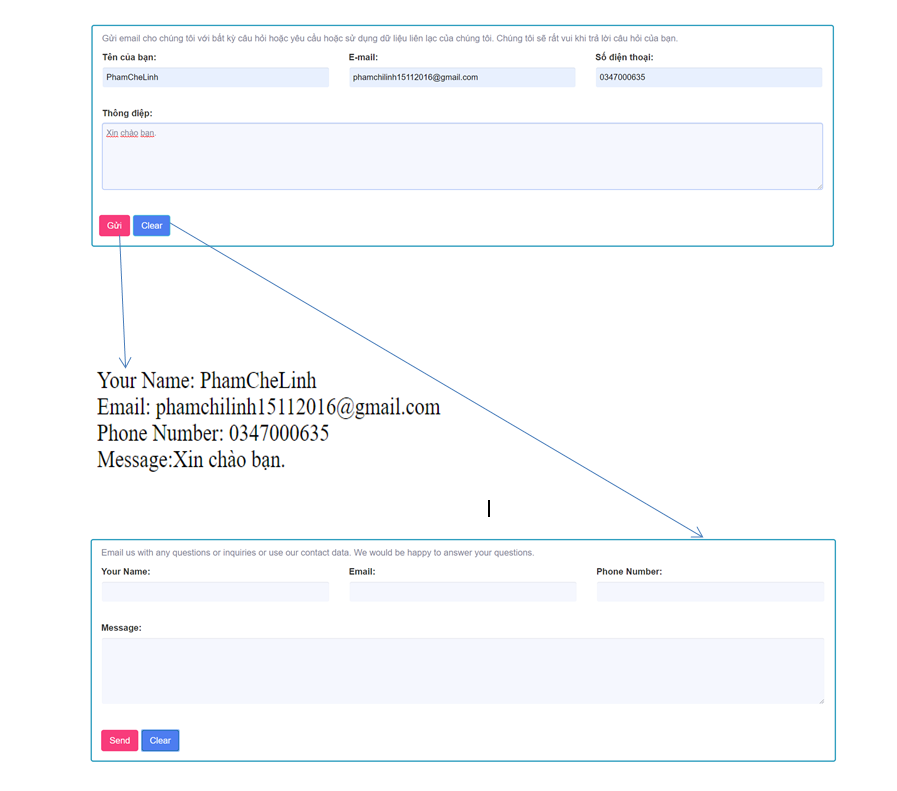 Gửi email cho chúng tôi với bất kỳ câu hỏi hoặc yêu cầu hoặc sử dụng dữ liệu liên lạc của chúng tôi. Chúng tôi sẽ rất vui khi trả lời câu hỏi của bạn.
Tên của bạn: E-mail: Số điện thoại:
PhamCheLinh phamchilinh15112016@gmail.com 0347000635
Thông điệp:
Xin chào bạn.
Gửi Clear
Your Name: PhamCheLinh
Email: phamchilinh15112016@gmail.com
Phone Number: 0347000635
Message:Xin chào bạn.
Email us with any questions or inquiries or use our contact data. We would be happy to answer your questions.
Your Name: Email: Phone Number:
Message:
Send Clear